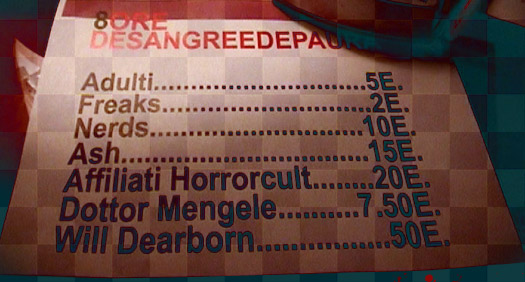 8ORE
DESANGREEDEPAU
Adulti..............................5E.
Freaks.............................2E.
Nerds..............................10E.
Ash..................................15E.
Affiliati Horrorcult........20E.
Dottor Mengele..........7.50E.
Will Dearborn...............50E.